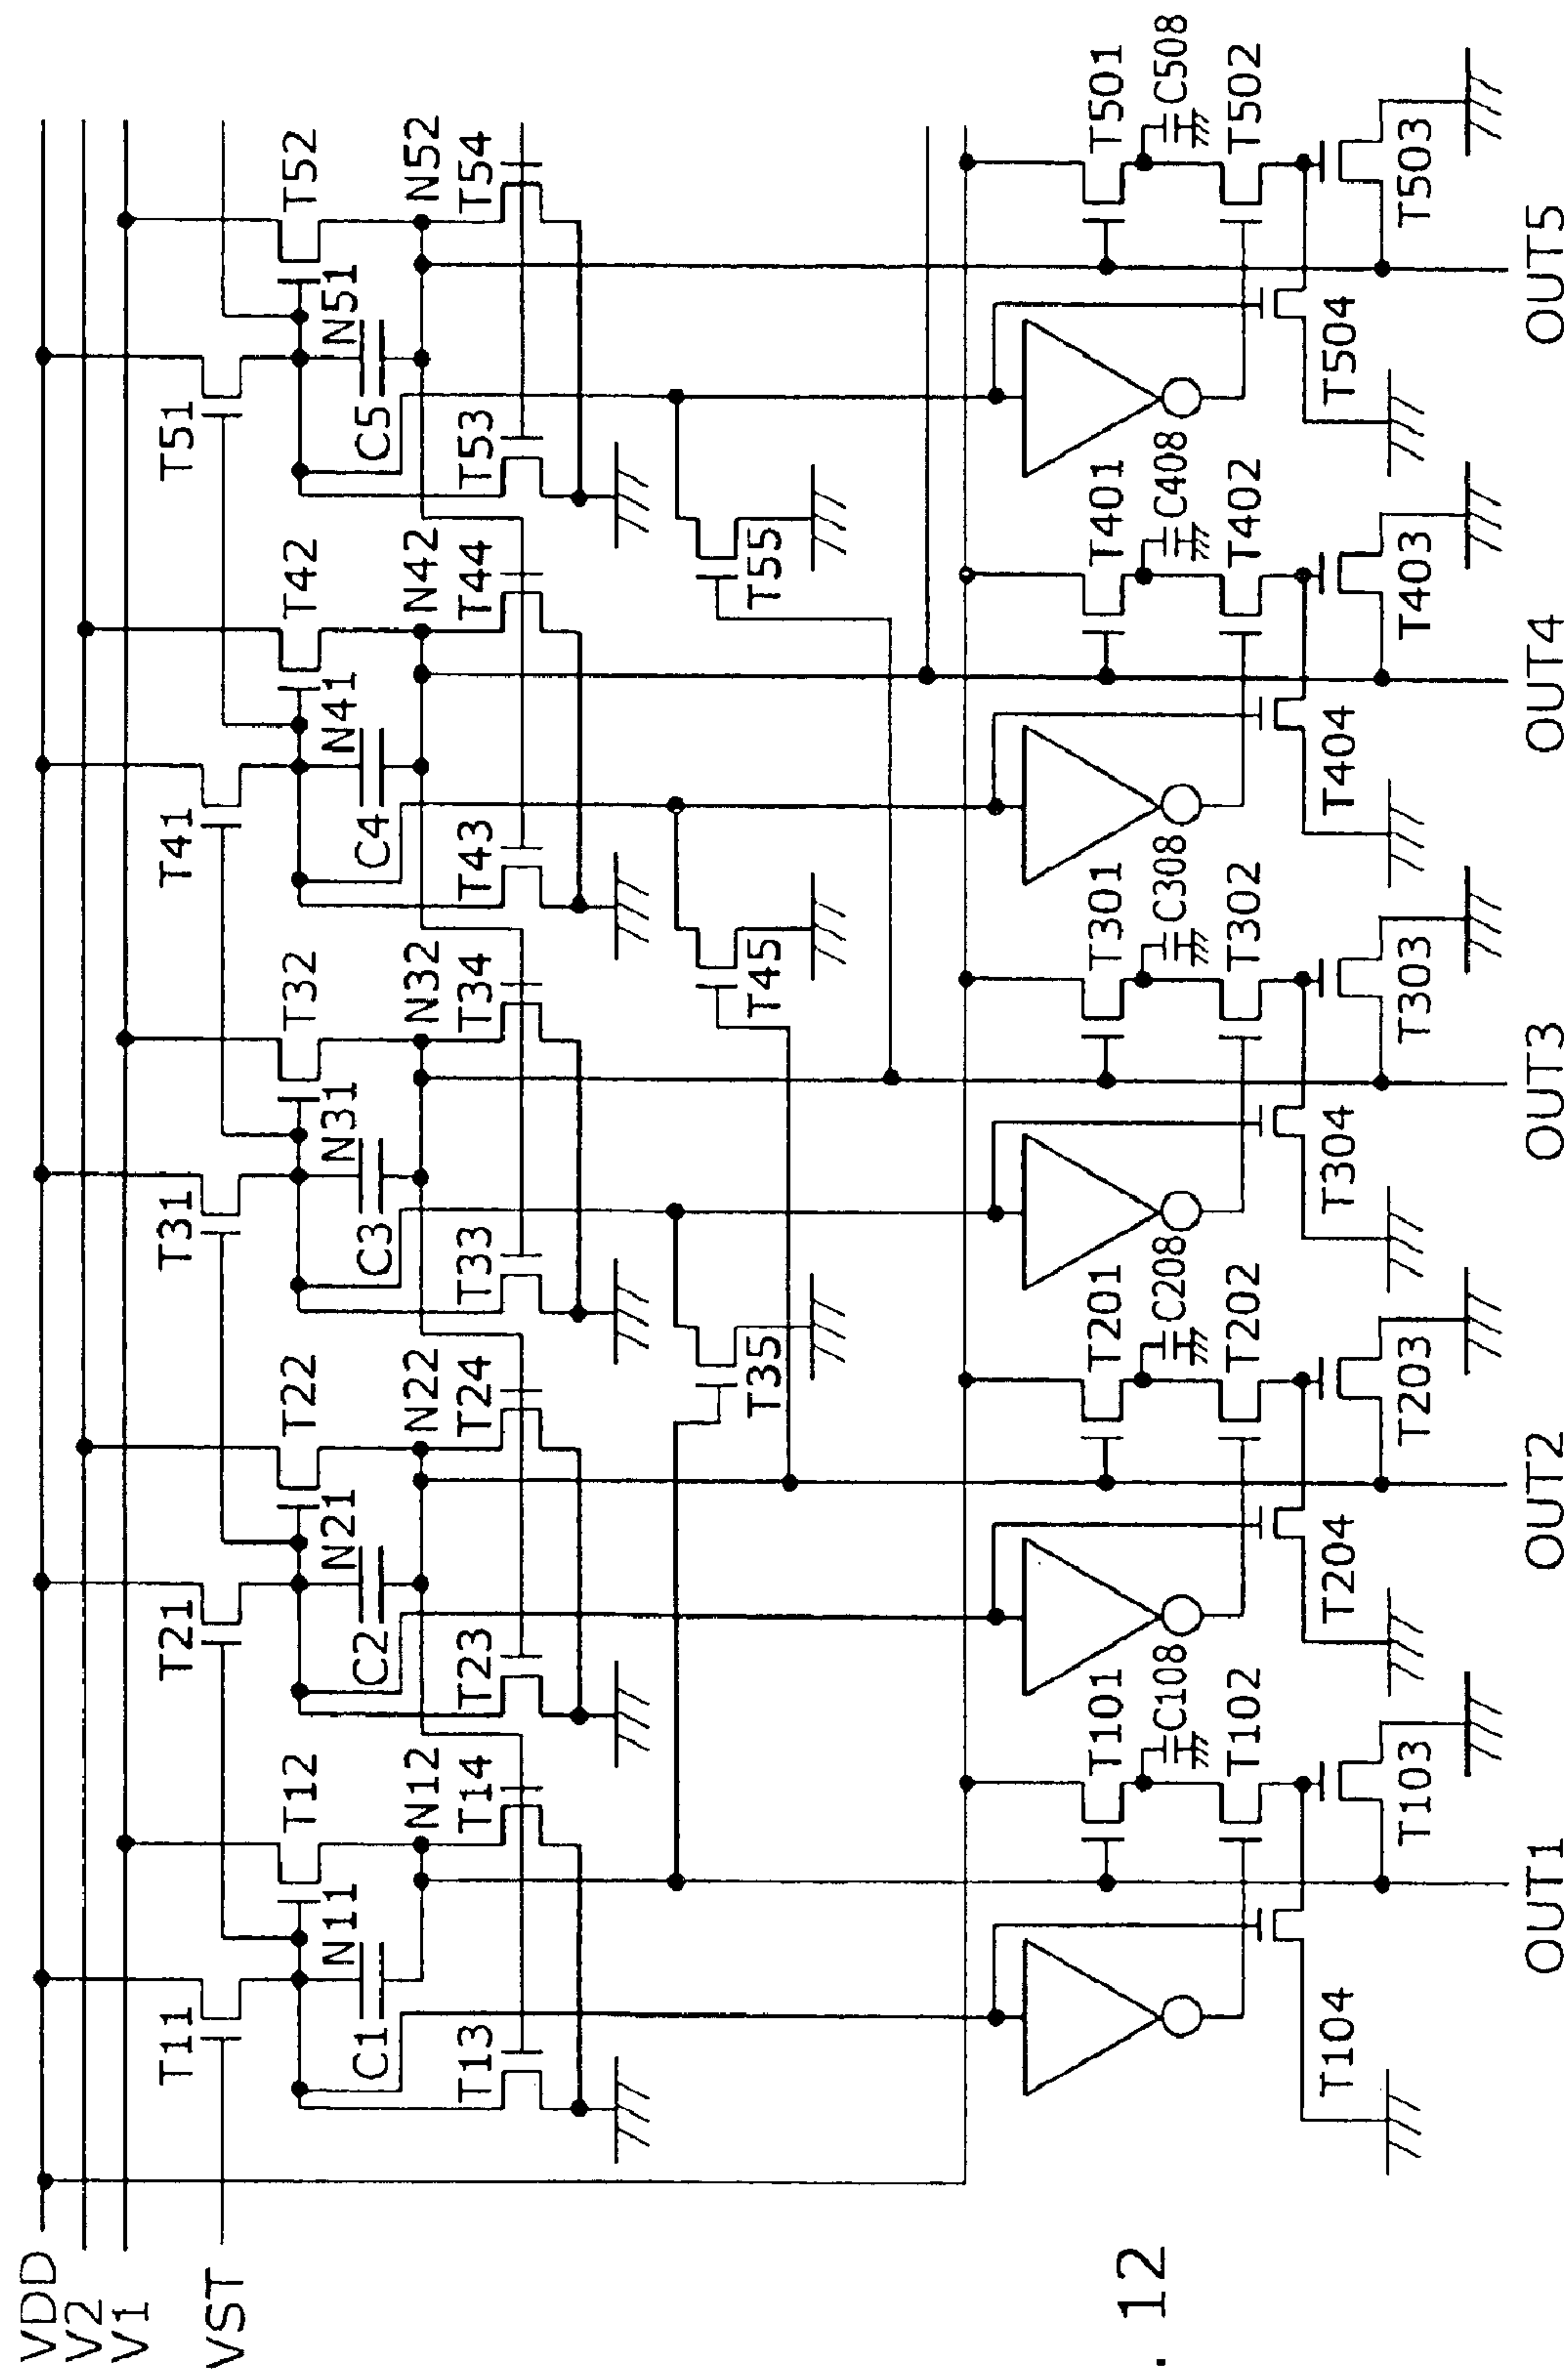 VDD
V2
V1
VST
T11
T21
T31
T41
T51
T12
T22
T32
T42
T52
N11
N21
N31
N41
N51
C1
C2
C3
C4
C5
N12
N22
N32
N42
N52
T13
T14
T23
T24
T33
T34
T43
T44
T53
T54
T35
T45
T55
T101
T201
T301
T401
T501
C108
C208
C308
C408
C508
T102
T202
T302
T402
T502
T104
T204
T304
T404
T504
T103
T203
T303
T403
T503
OUT1
OUT2
OUT3
OUT4
OUT5
. 12